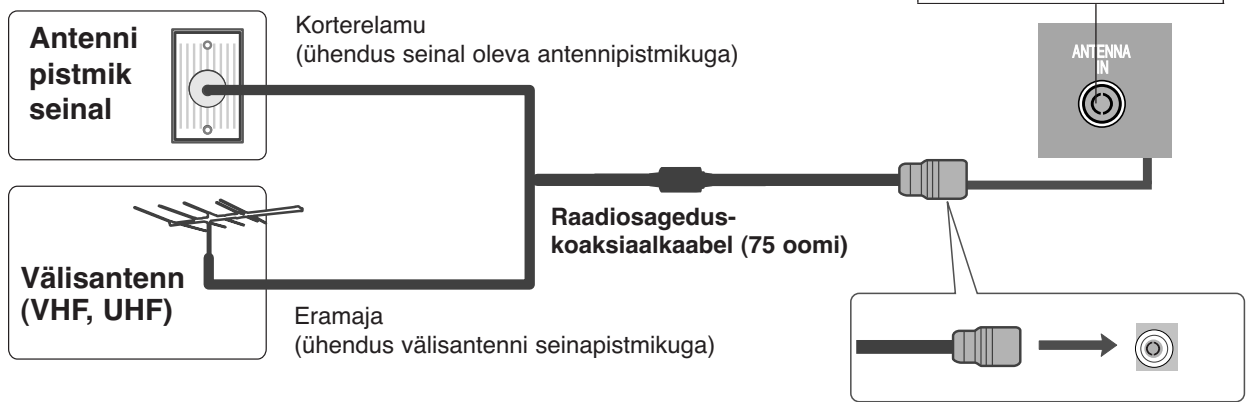 Antenni
pistmik
seinal
Korterelamu
(ühendus seinal oleva antennipistmikuga)
ANTENNA
IN
Raadiosagedus-
koaksiaalkaabel (75 oomi)
Välisantenn
(VHF, UHF)
Eramaja
(ühendus välisantenni seinapistmikuga)